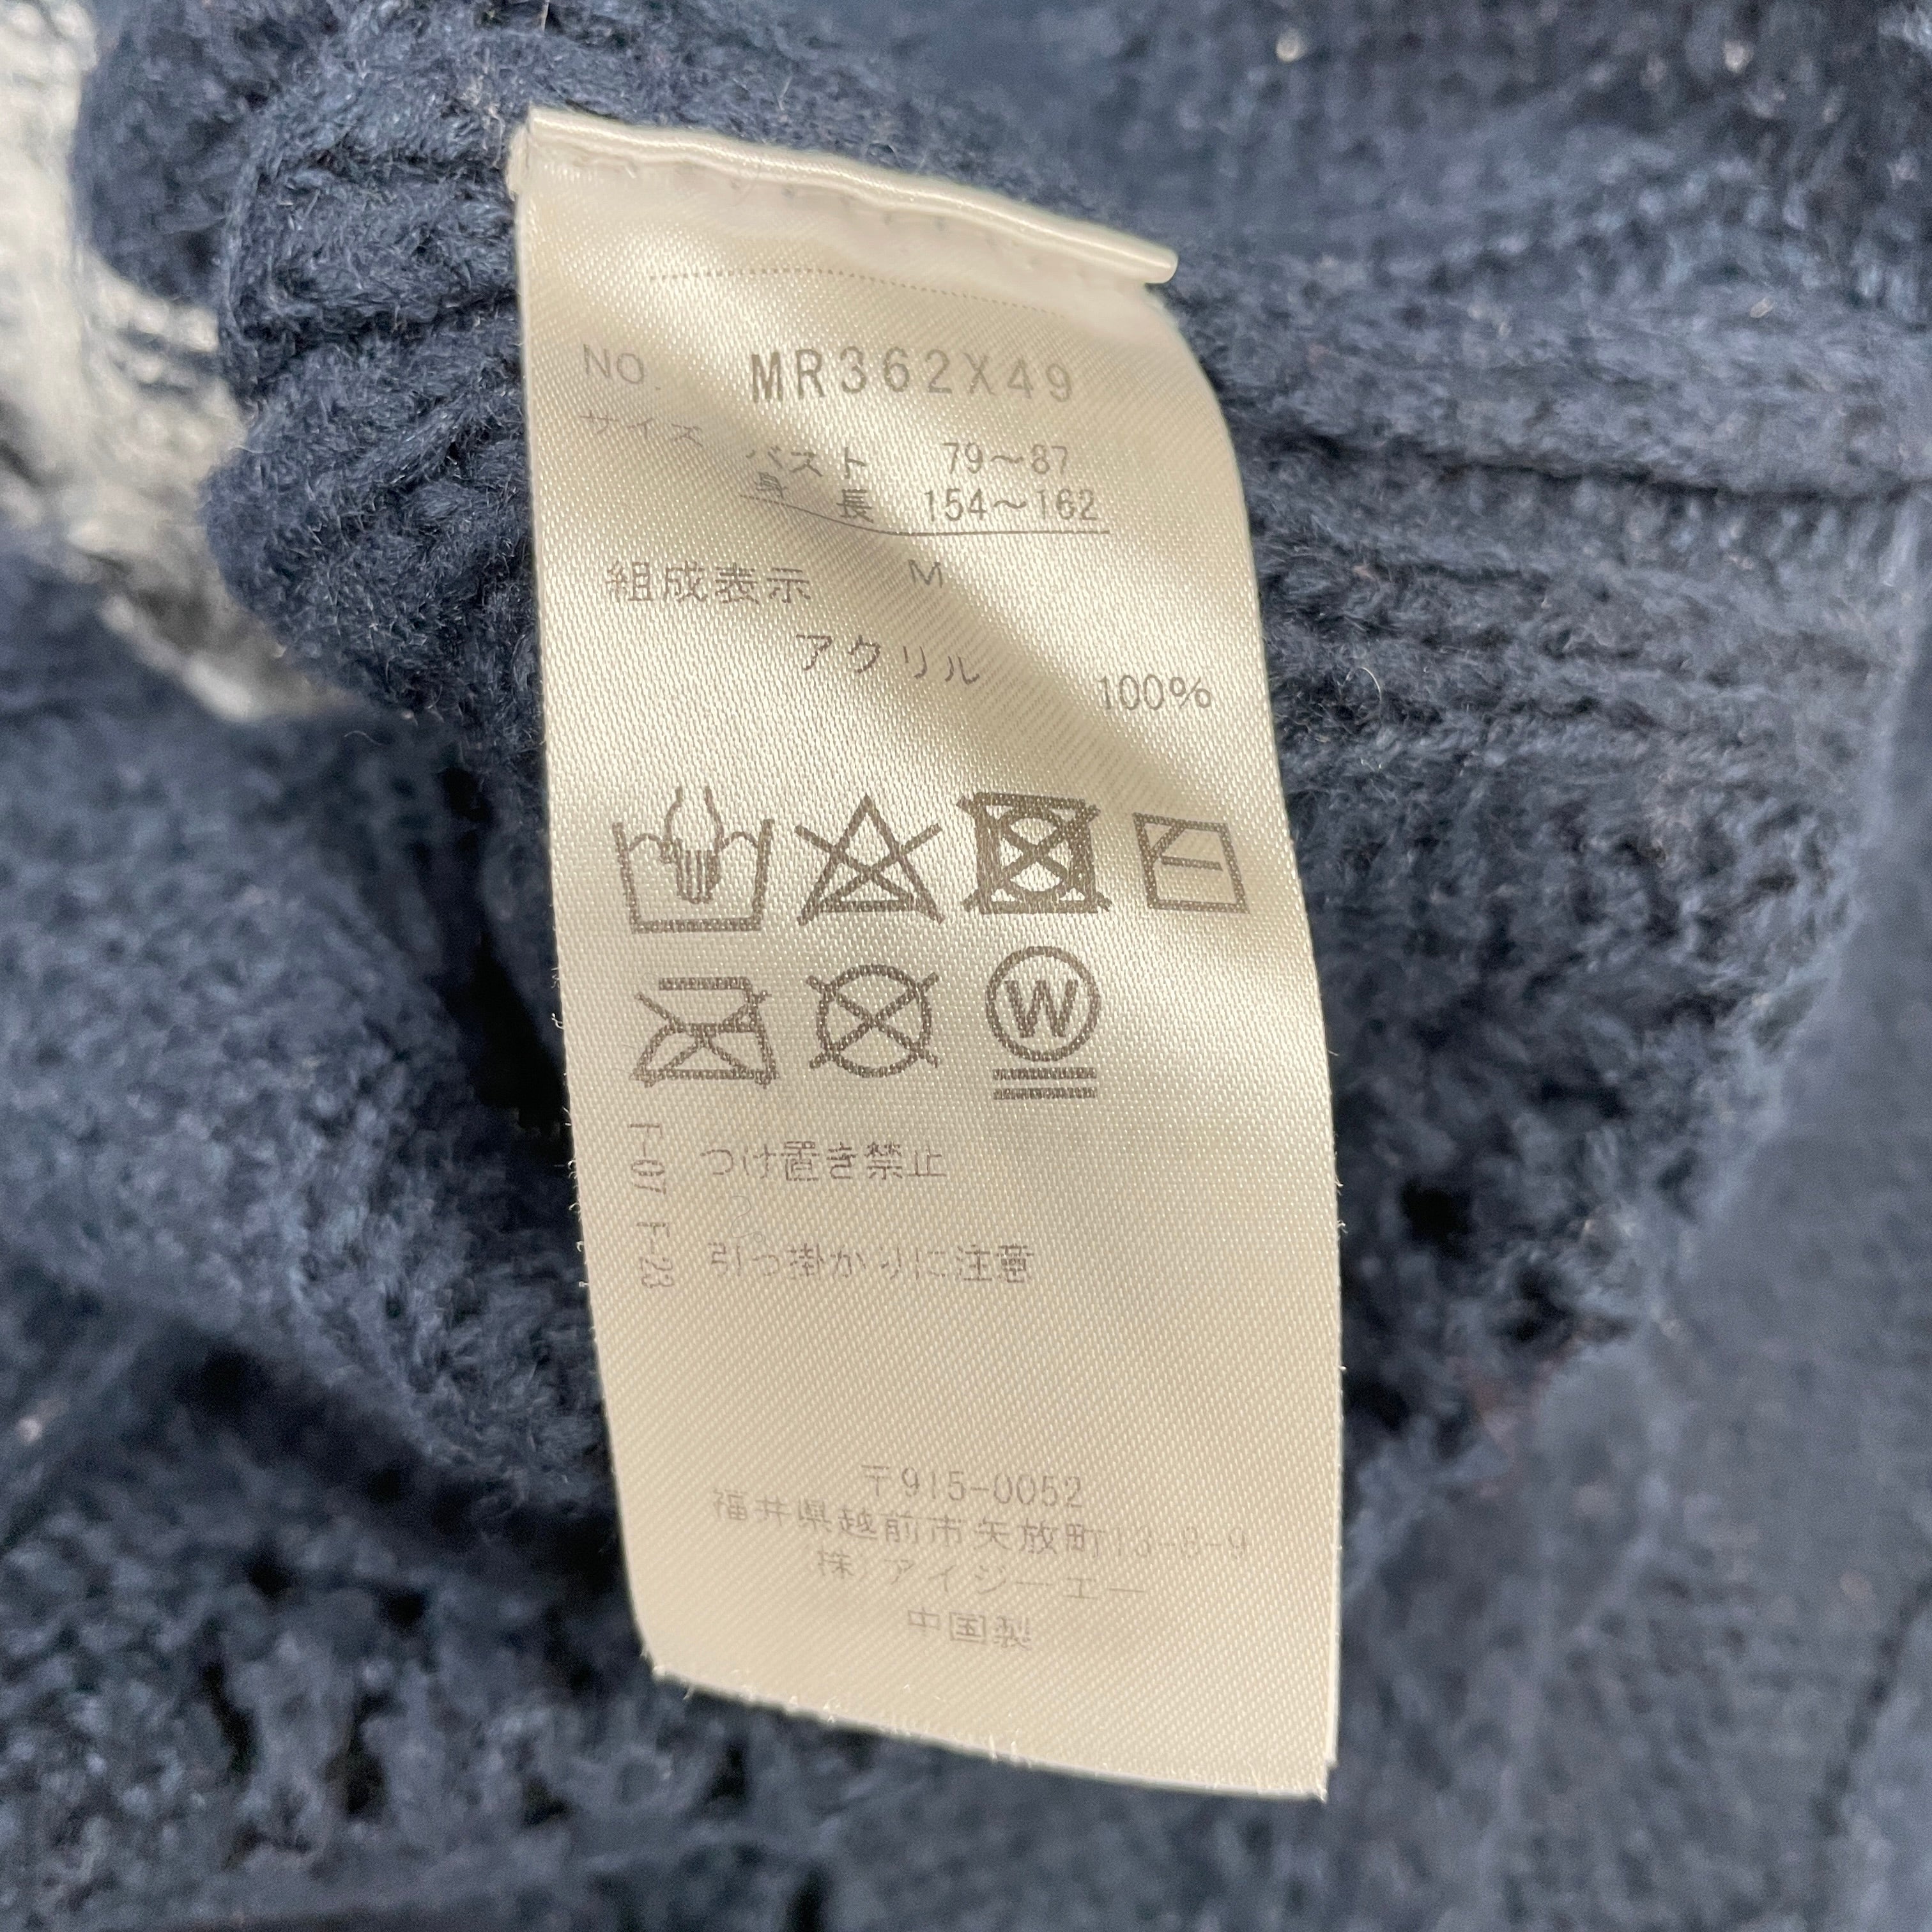 NO. MR362X49
サイズ バスト 79〜87
身長 154〜162
M
組成表示
アクリル 100%
W
つけ置き禁止
引っ掛かりに注意
F-07 F-23
〒915-0052
福井県越前市矢放町13-8-9
株)アイジーエー
中国製